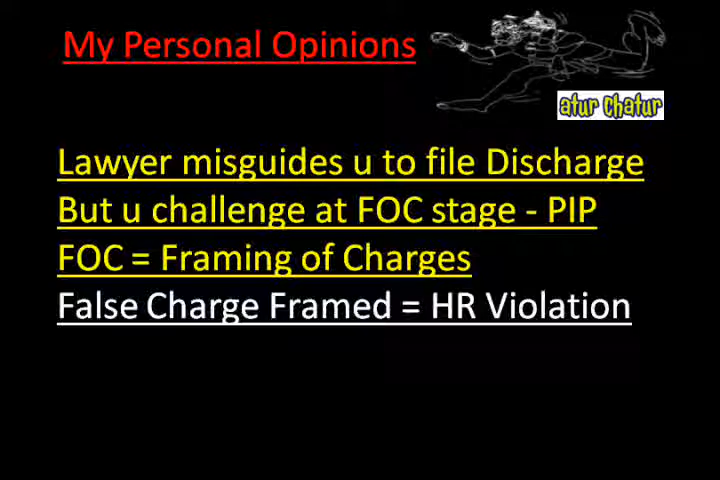 My Personal Opinions
atur chatur
Lawyer misguides u to file Discharge
But u challenge at FOC stage - PIP
FOC = Framing of Charges
False Charge Framed = HR Violation